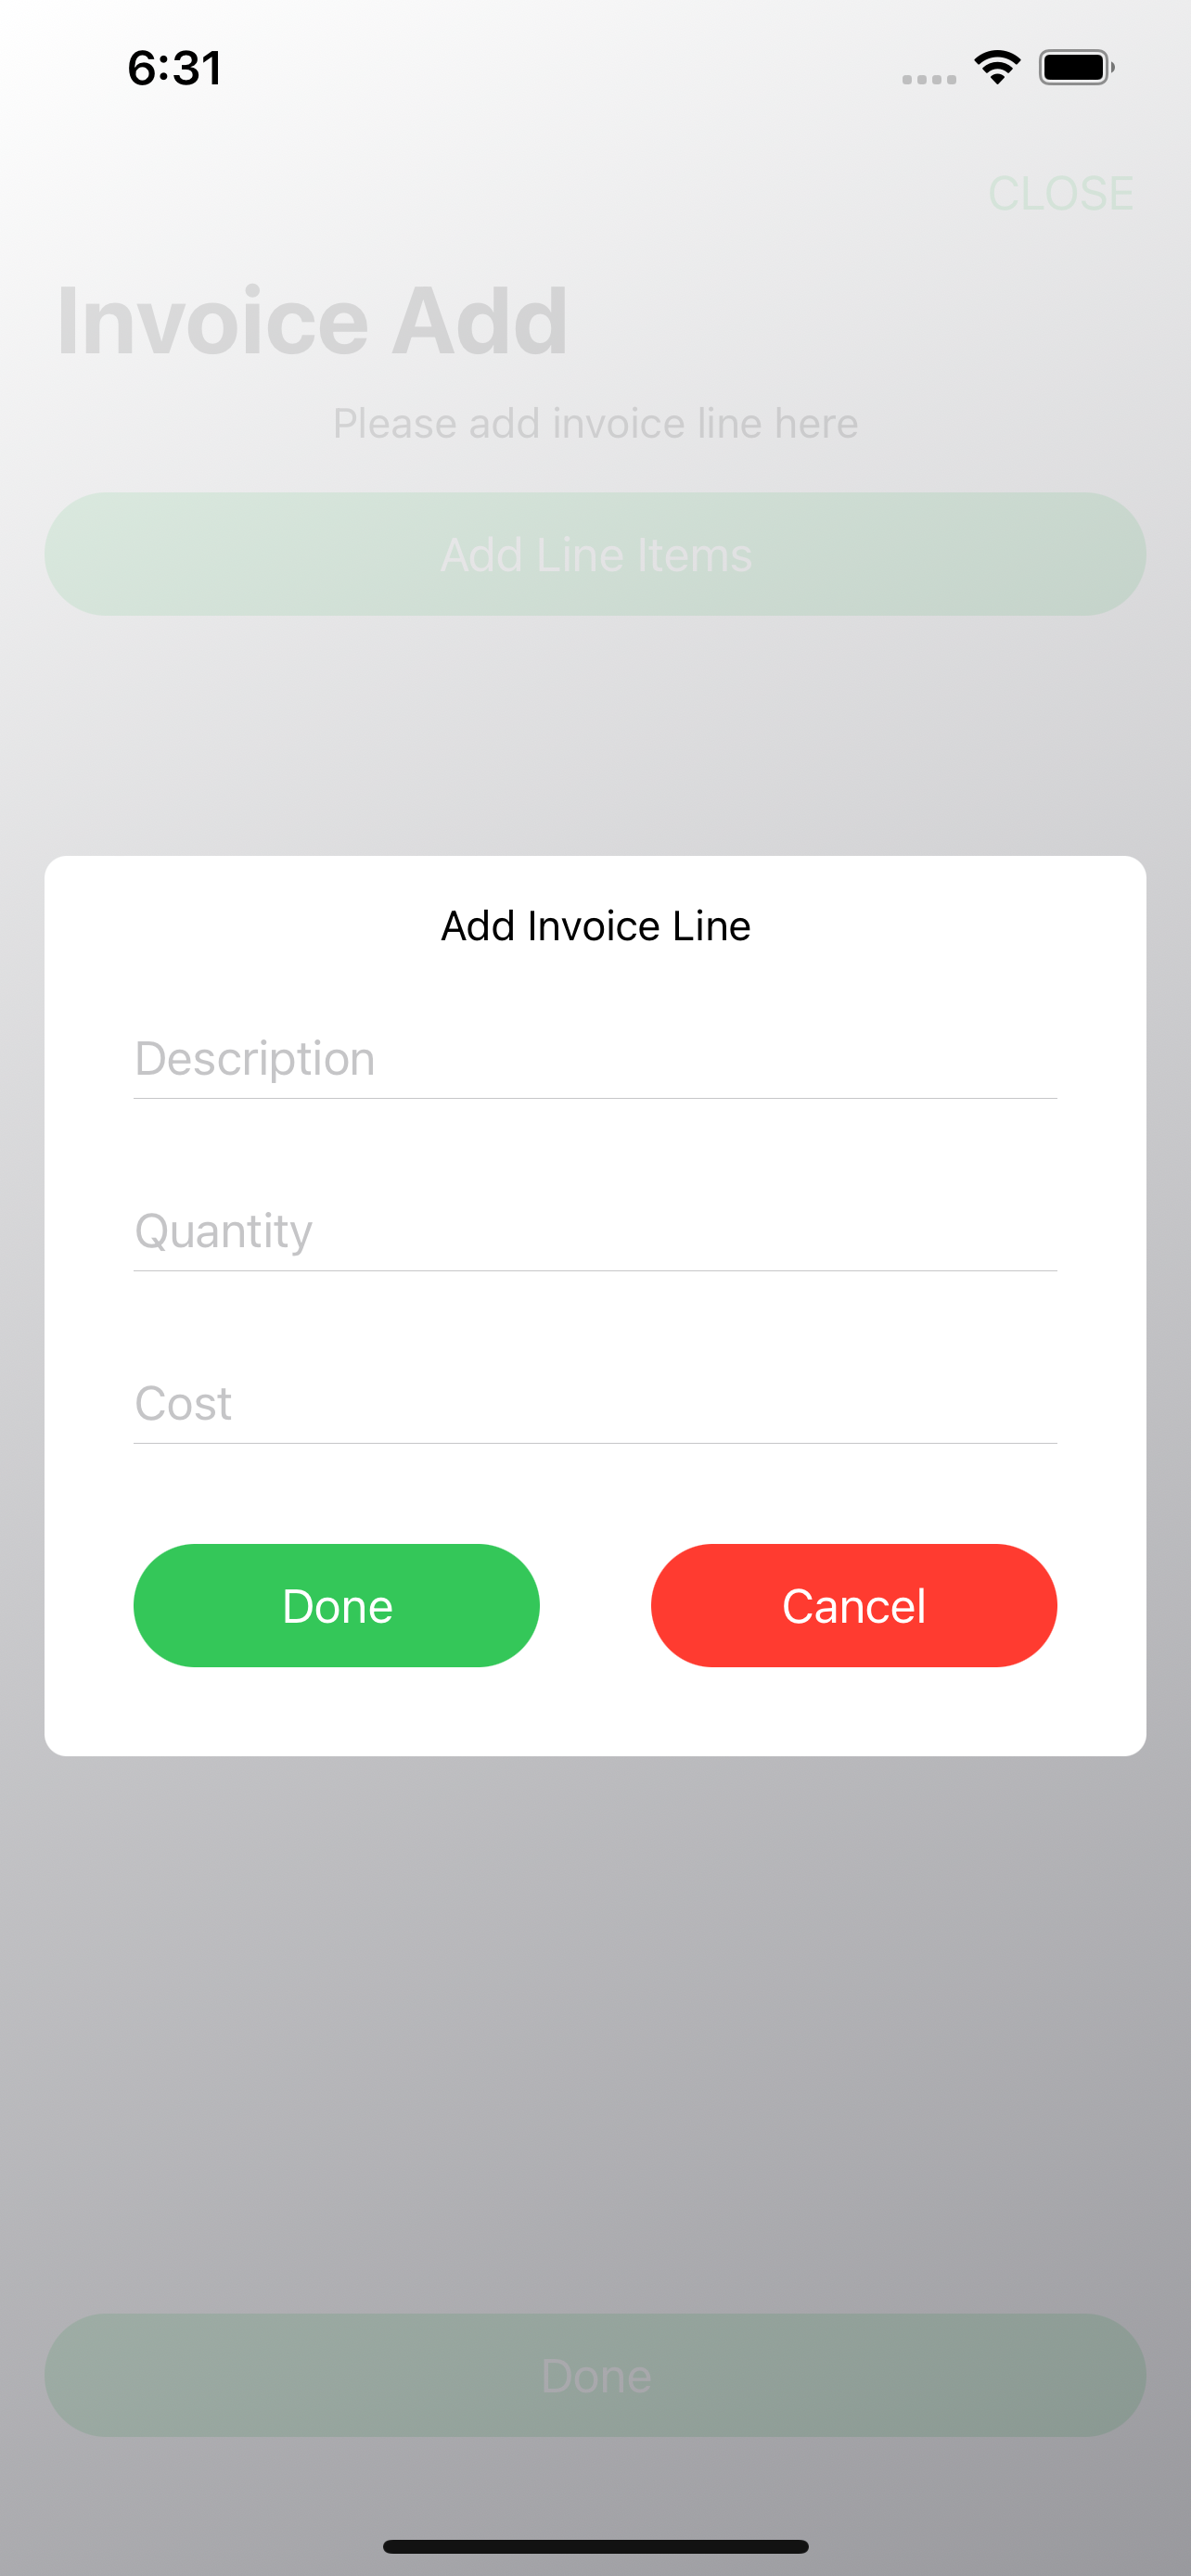 6:31
CLOSE
Invoice Add
Please add invoice line here
Add Line Items
Add Invoice Line
Description
Quantity
Cost
Done
Cancel
Done